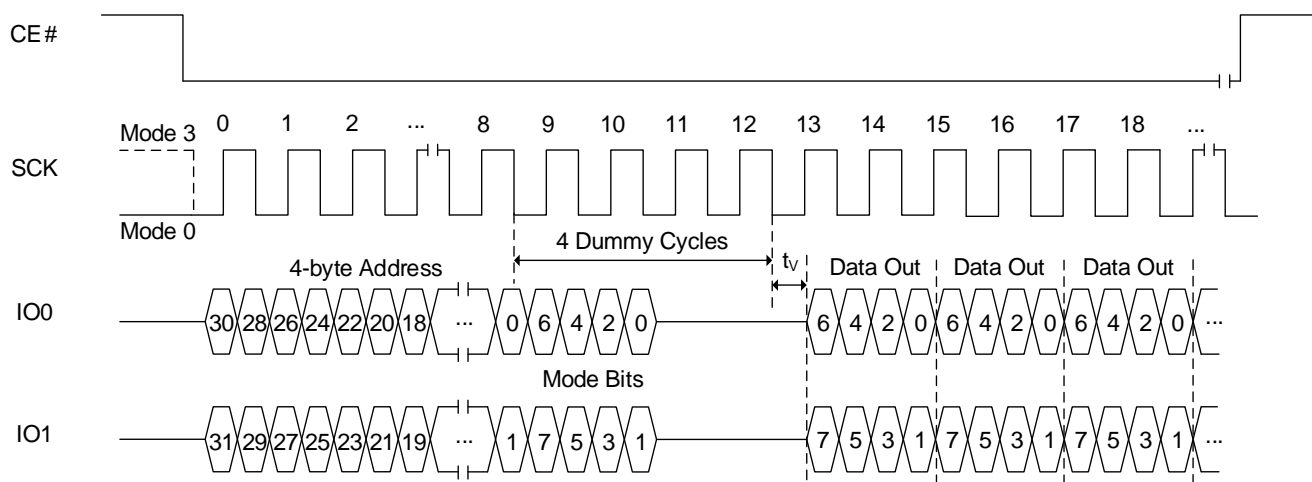 CE#
0 1 2 ... 8 9 10 11 12 13 14 15 16 17 18 ...
Mode 3
SCK
Mode 0
4 Dummy Cycles
4-byte Address
tV
Data Out Data Out Data Out
IO0
30 28 26 24 22 20 18 ... 0 6 4 2 0 6 4 2 0 6 4 2 0 6 4 2 0 ...
Mode Bits
IO1
31 29 27 25 23 21 19 ... 1 7 5 3 1 7 5 3 1 7 5 3 1 7 5 3 1 ...